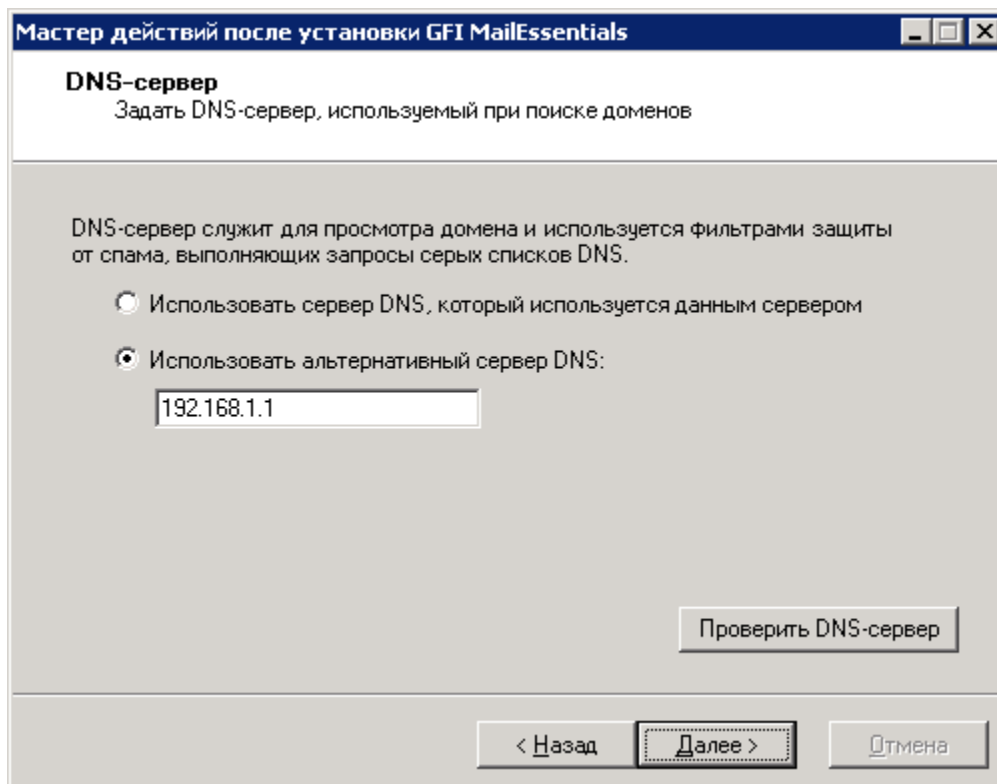 Мастер действий после установки GFI MailEssentials
DNS-сервер
Задать DNS-сервер, используемый при поиске доменов
DNS-сервер служит для просмотра домена и используется фильтрами защиты
от спама, выполняющих запросы серых списков DNS.
Использовать сервер DNS, который используется данным сервером
Использовать альтернативный сервер DNS:
192.168.1.1
Проверить DNS-сервер
< Назад
Далее >
Отмена